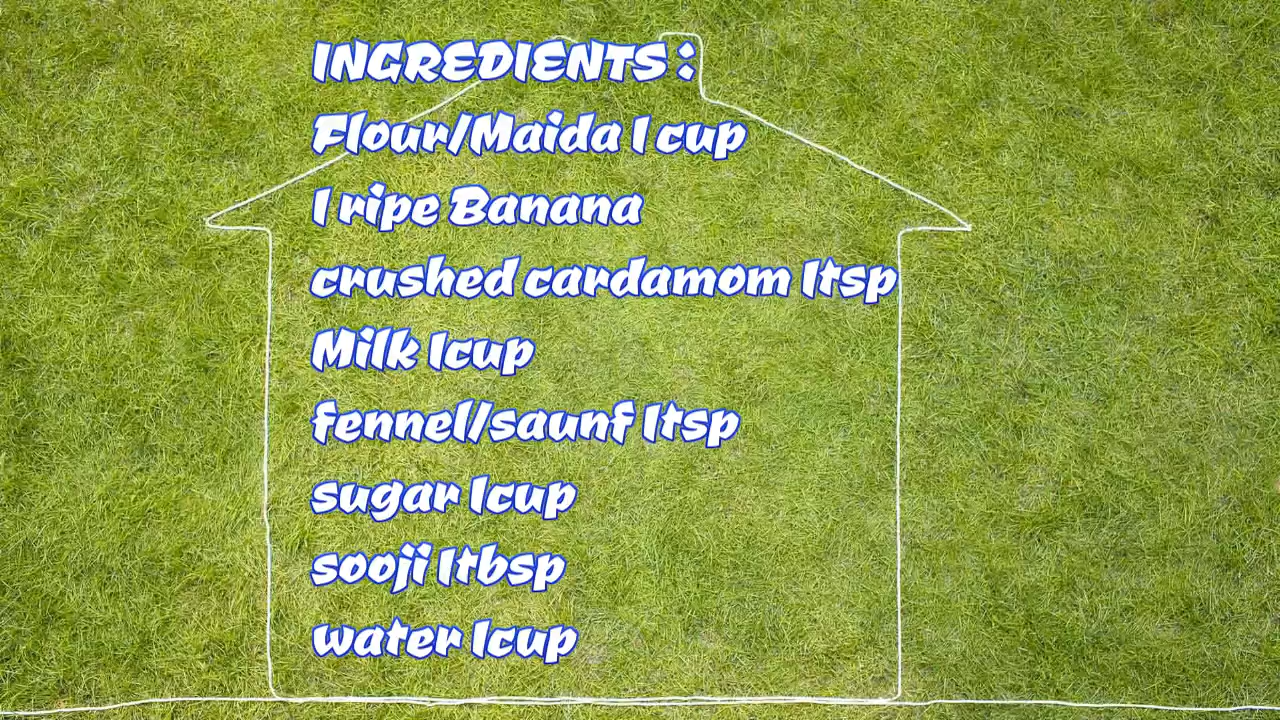 INGREDIENTS :
Flour/Maida 1 cup
1 ripe Banana
crushed cardamom 1tsp
Milk 1cup
fennel/saunf 1tsp
sugar 1cup
sooji 1tbsp
water 1cup